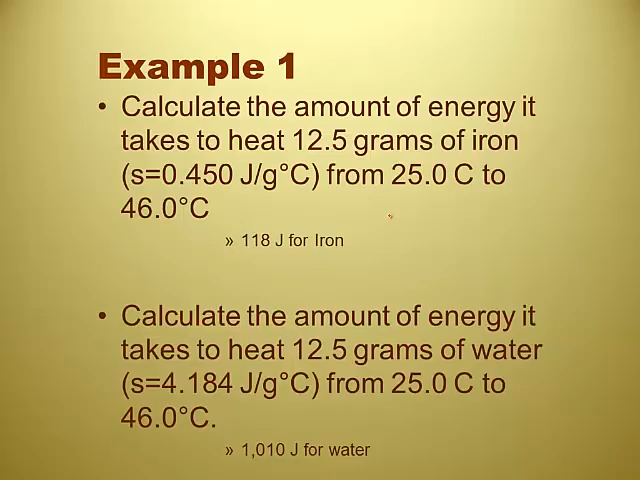 Example 1
• Calculate the amount of energy it
takes to heat 12.5 grams of iron
(s=0.450 J/g°C) from 25.0 C to
46.0°C
» 118 J for Iron
• Calculate the amount of energy it
takes to heat 12.5 grams of water
(s=4.184 J/g°C) from 25.0 C to
46.0°C.
» 1,010 J for water